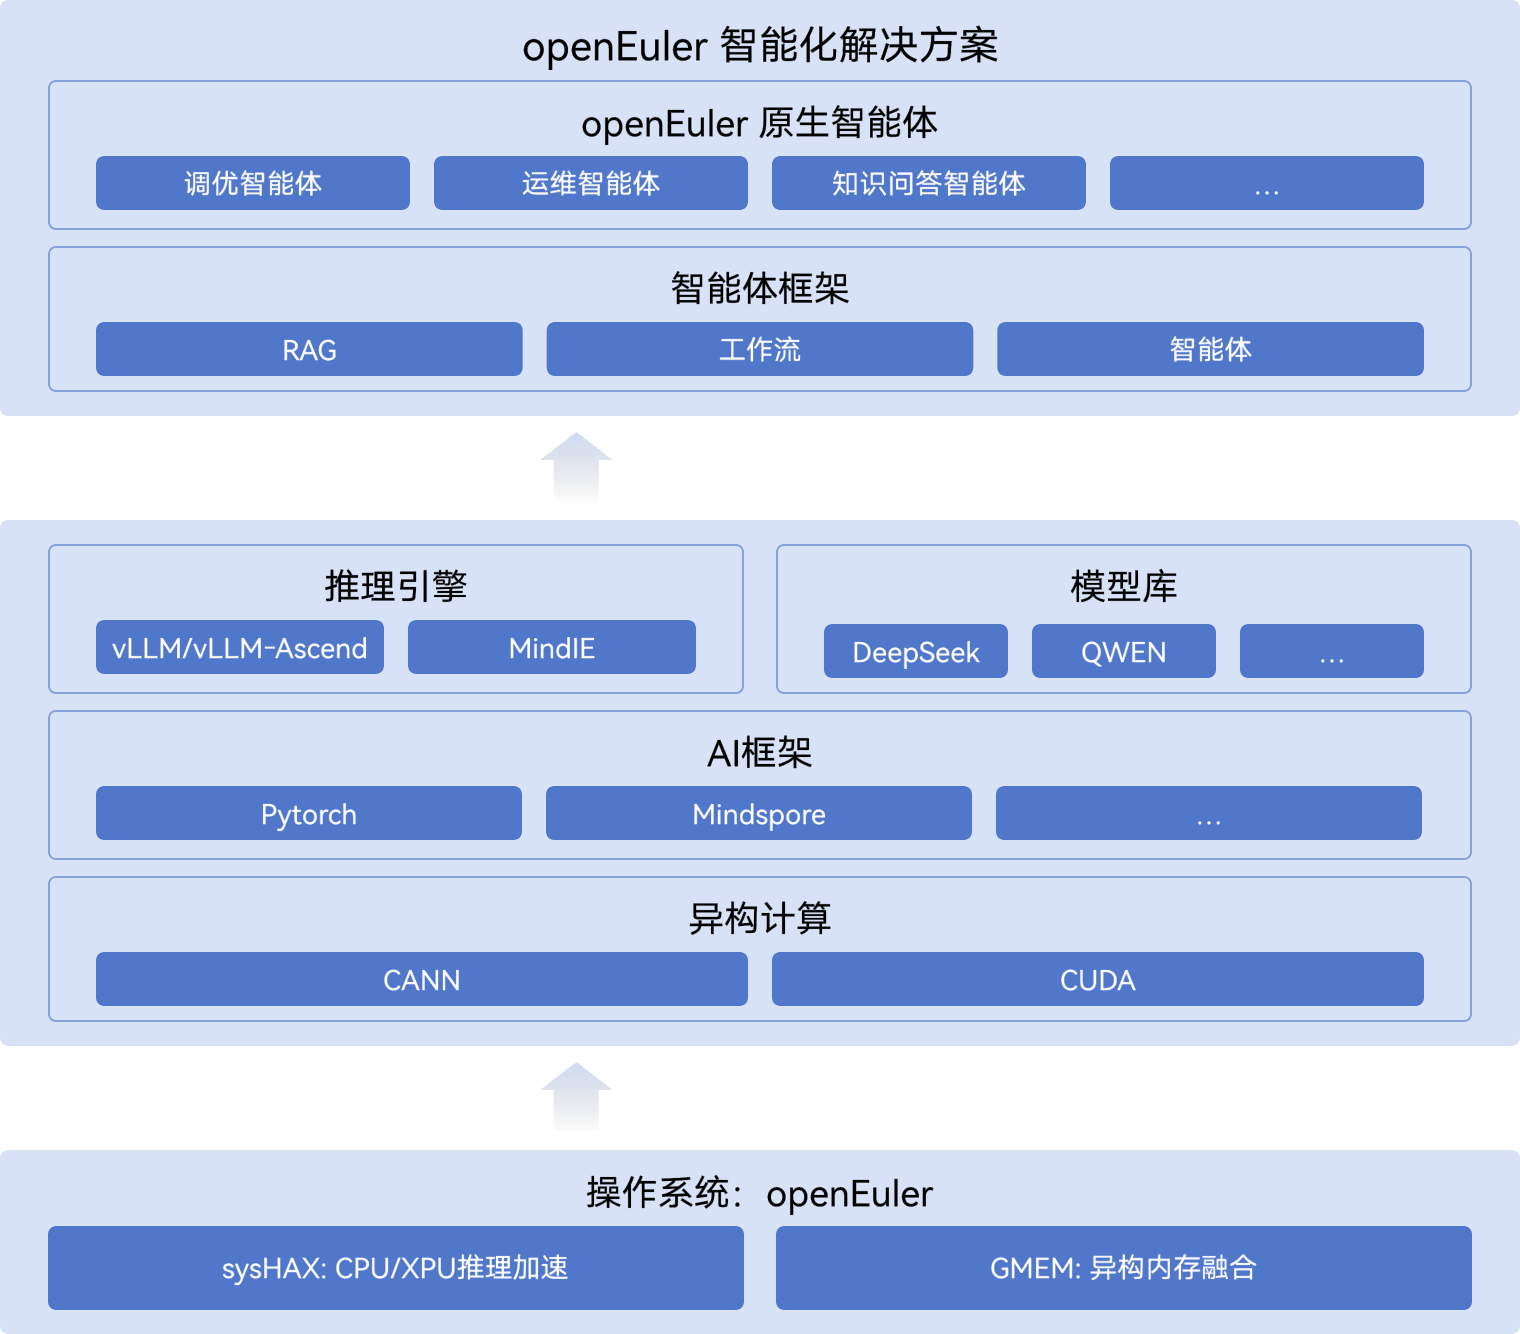 openEuler 智能化解决方案
openEuler 原生智能体
调优智能体
运维智能体
知识问答智能体
...
智能体框架
RAG
工作流
智能体
推理引擎
vLLM/vLLM-Ascend
MindIE
模型库
DeepSeek
QWEN
...
AI框架
Pytorch
Mindspore
...
异构计算
CANN
CUDA
操作系统：openEuler
sysHAX: CPU/XPU推理加速
GMEM: 异构内存融合